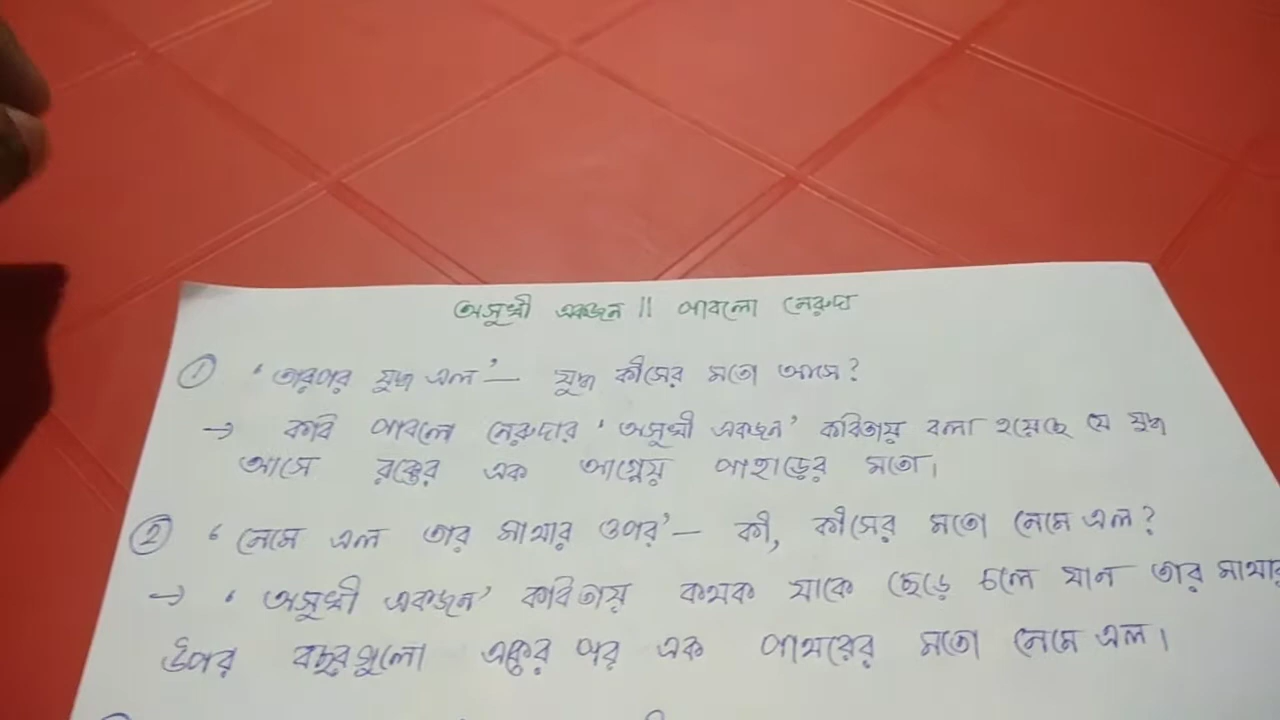 অসুখী একজন || পাবলো নেরুদা
① 'তারপর যুদ্ধ এল'— যুদ্ধ কীসের মতো আসে?
→ কবি পাবলো নেরুদার 'অসুখী একজন' কবিতায় বলা হয়েছে যে যুদ্ধ
আসে রক্তের এক আগ্নেয় পাহাড়ের মতো।
② 'নেমে এল তার মাথার ওপর'— কী, কীসের মতো নেমে এল?
→ 'অসুখী একজন' কবিতায় কথক যাকে ছেড়ে চলে যান তার মাথার
উপর বছরগুলো একের পর এক পাথরের মতো নেমে এল।